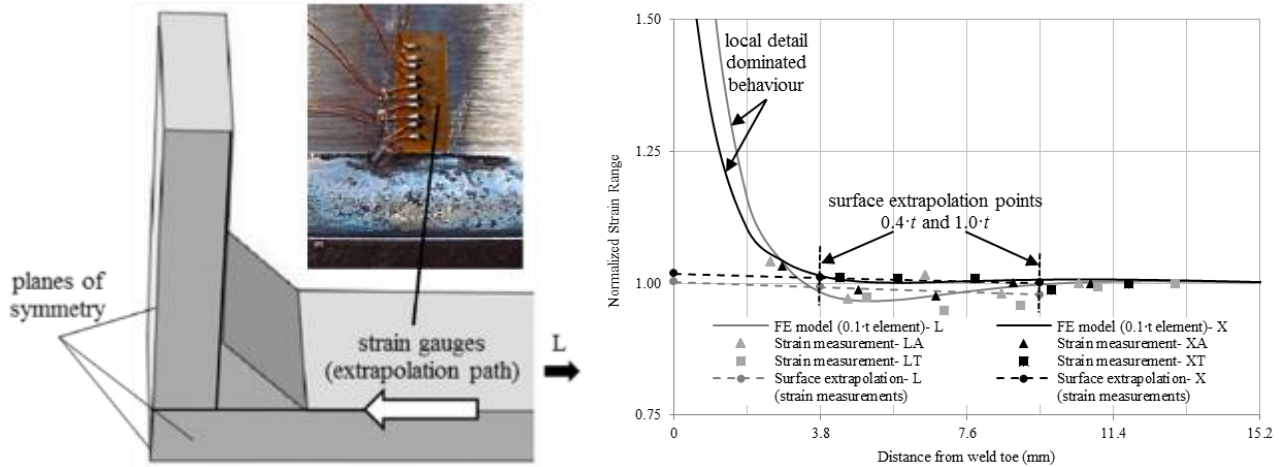 planes of
symmetry
strain gauges
(extrapolation path)
L
1.50
1.25
1.00
0.75
Normalized Strain Range
local detail
dominated
behaviour
surface extrapolation points
0.4·t and 1.0·t
FE model (0.1·t element)- L
Strain measurement- LA
Strain measurement- LT
Surface extrapolation- L
(strain measurements)
FE model (0.1·t element)- X
Strain measurement- XA
Strain measurement- XT
Surface extrapolation- X
(strain measurements)
0
3.8
7.6
11.4
15.2
Distance from weld toe (mm)